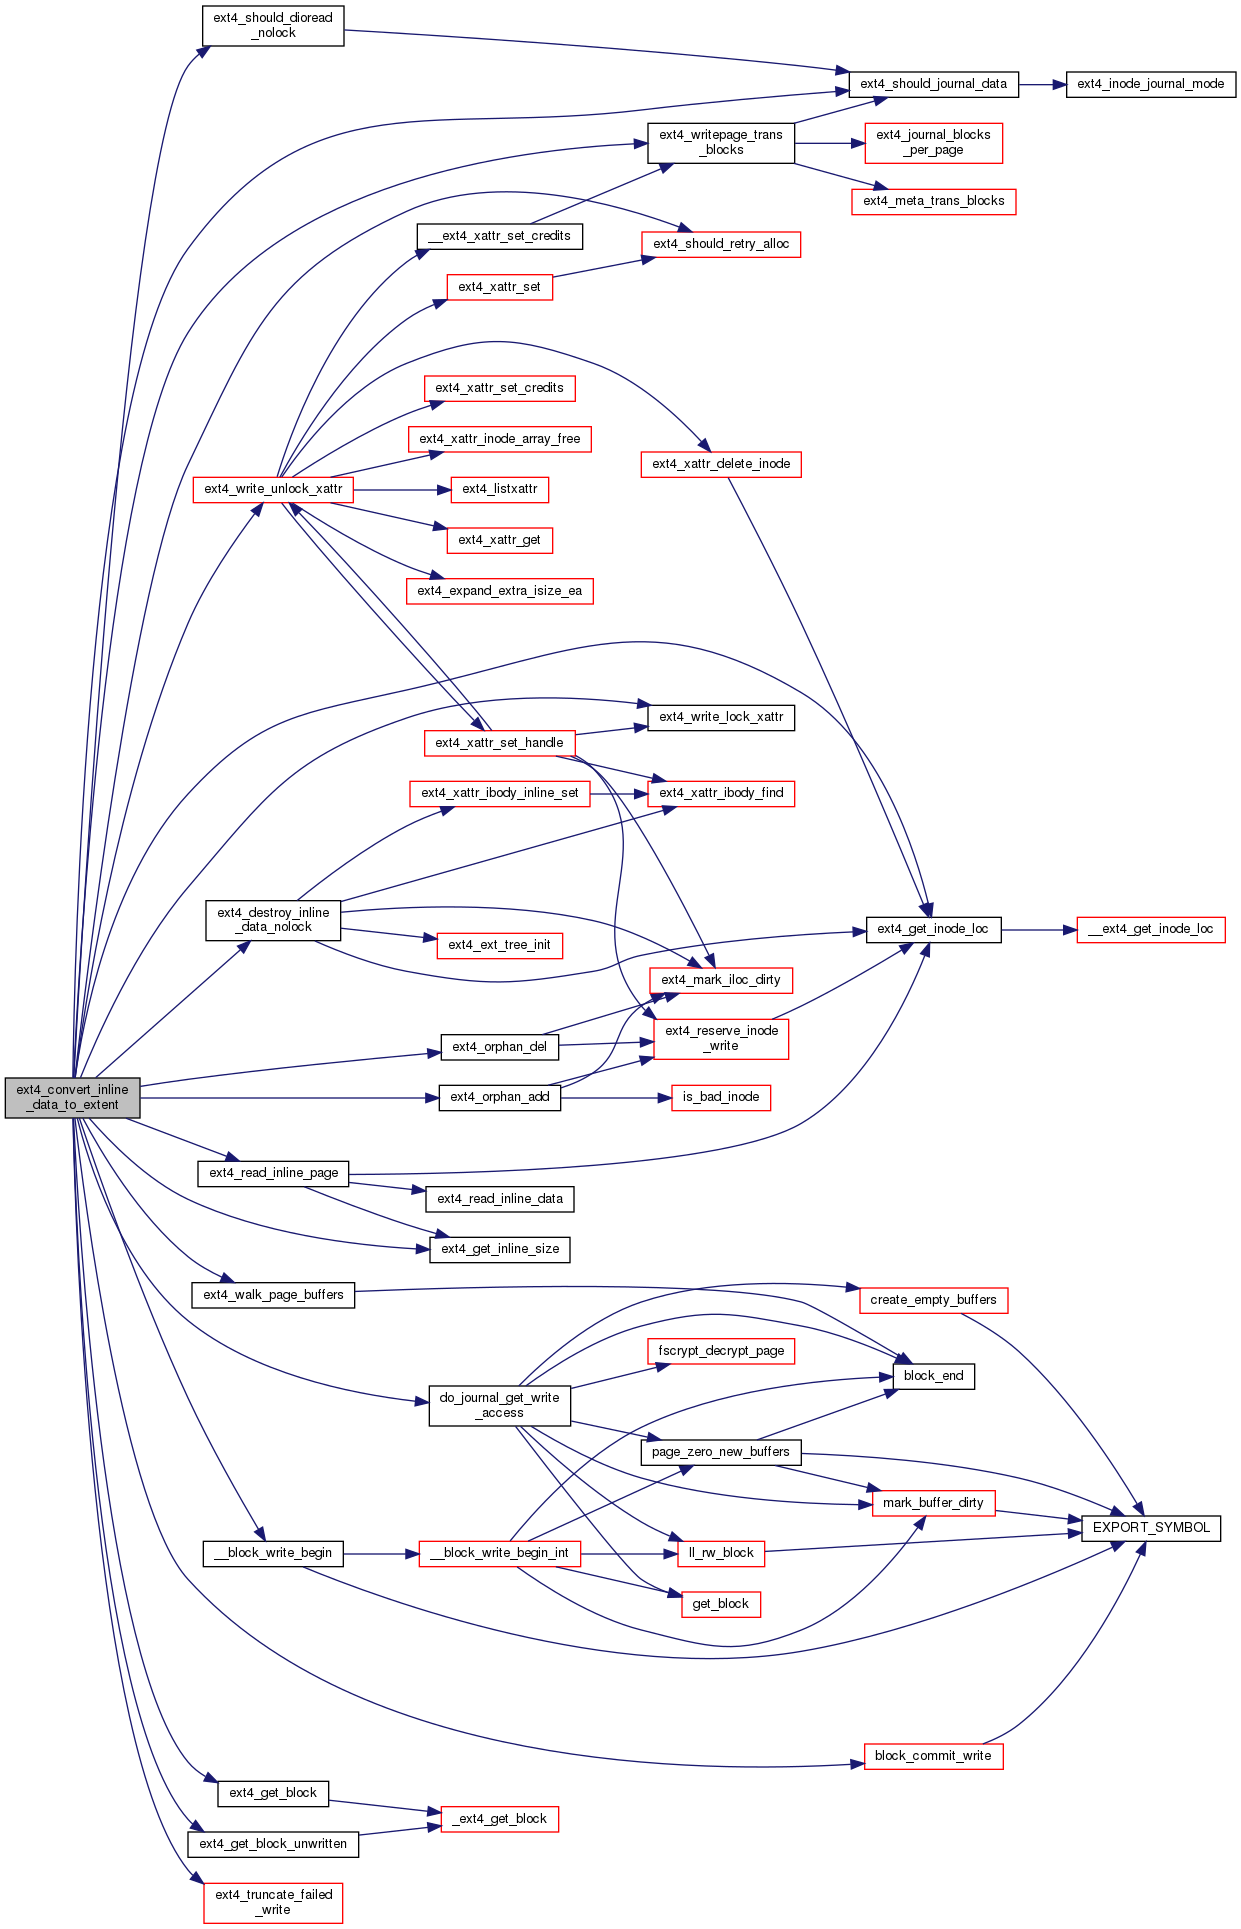 ext4_should_dioread
_nolock
ext4_should_journal_data
ext4_inode_journal_mode
ext4_writepage_trans
_blocks
ext4_journal_blocks
_per_page
ext4_meta_trans_blocks
__ext4_xattr_set_credits
ext4_should_retry_alloc
ext4_xattr_set
ext4_xattr_set_credits
ext4_xattr_inode_array_free
ext4_xattr_delete_inode
ext4_write_unlock_xattr
ext4_listxattr
ext4_xattr_get
ext4_expand_extra_isize_ea
ext4_write_lock_xattr
ext4_xattr_set_handle
ext4_xattr_ibody_inline_set
ext4_xattr_ibody_find
ext4_destroy_inline
_data_nolock
ext4_get_inode_loc
__ext4_get_inode_loc
ext4_ext_tree_init
ext4_mark_iloc_dirty
ext4_reserve_inode
_write
ext4_orphan_del
ext4_convert_inline
_data_to_extent
ext4_orphan_add
is_bad_inode
ext4_read_inline_page
ext4_read_inline_data
ext4_get_inline_size
ext4_walk_page_buffers
create_empty_buffers
fscrypt_decrypt_page
block_end
do_journal_get_write
_access
page_zero_new_buffers
mark_buffer_dirty
EXPORT_SYMBOL
__block_write_begin
__block_write_begin_int
ll_rw_block
get_block
block_commit_write
ext4_get_block
_ext4_get_block
ext4_get_block_unwritten
ext4_truncate_failed
_write